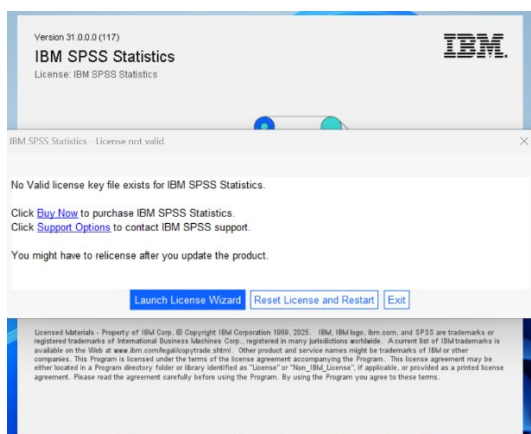 Version 31.0.0.0 (117)
IBM SPSS Statistics
License: IBM SPSS Statistics
IBM.
IBM SPSS Statistics - License not valid
No Valid license key file exists for IBM SPSS Statistics.
Click Buy Now to purchase IBM SPSS Statistics.
Click Support Options to contact IBM SPSS support.
You might have to relicense after you update the product.
Launch License Wizard Reset License and Restart Exit
Licensed Materials - Property of IBM Corp. © Copyright IBM Corporation 1989, 2025. IBM, IBM logo, ibm.com, and SPSS are trademarks or
registered trademarks of International Business Machines Corp., registered in many jurisdictions worldwide. A current list of IBM trademarks is
available on the Web at www.ibm.com/legal/copytrade.shtml. Other product and service names might be trademarks of IBM or other
companies. This Program is licensed under the terms of the license agreement accompanying the Program. This license agreement may be
either located in a Program directory folder or library identified as "License" or "Non_IBM_License", if applicable, or provided as a printed license
agreement. Please read the agreement carefully before using the Program. By using the Program you agree to these terms.